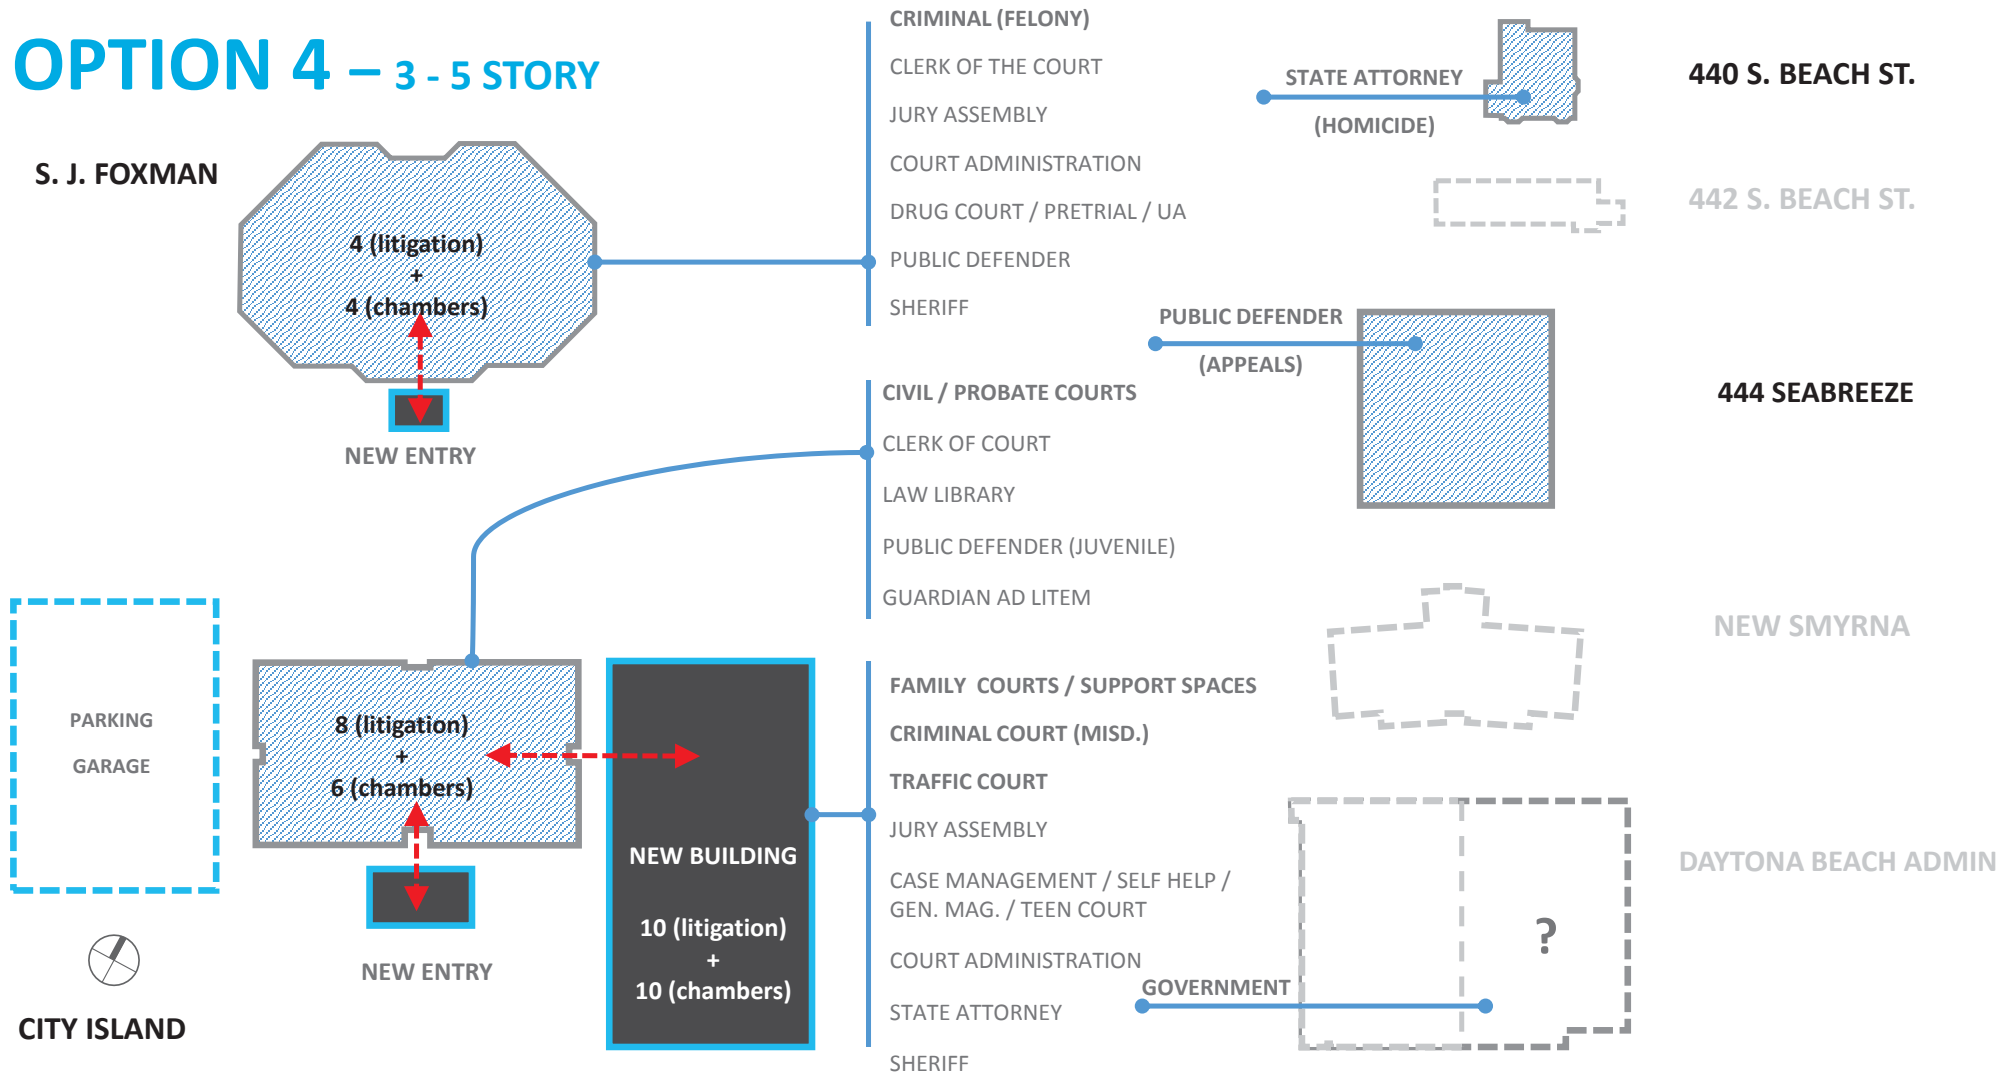 OPTION 4 – 3 - 5 STORY
S. J. FOXMAN
4 (litigation)
+
4 (chambers)
NEW ENTRY
CRIMINAL (FELONY)
CLERK OF THE COURT
JURY ASSEMBLY
COURT ADMINISTRATION
DRUG COURT / PRETRIAL / UA
PUBLIC DEFENDER
SHERIFF
STATE ATTORNEY
(HOMICIDE)
440 S. BEACH ST.
442 S. BEACH ST.
PUBLIC DEFENDER
(APPEALS)
444 SEABREEZE
CIVIL / PROBATE COURTS
CLERK OF COURT
LAW LIBRARY
PUBLIC DEFENDER (JUVENILE)
GUARDIAN AD LITEM
NEW SMYRNA
PARKING
GARAGE
8 (litigation)
+
6 (chambers)
NEW ENTRY
NEW BUILDING
10 (litigation)
+
10 (chambers)
FAMILY COURTS / SUPPORT SPACES
CRIMINAL COURT (MISD.)
TRAFFIC COURT
JURY ASSEMBLY
CASE MANAGEMENT / SELF HELP /
GEN. MAG. / TEEN COURT
COURT ADMINISTRATION
STATE ATTORNEY
SHERIFF
GOVERNMENT
?
DAYTONA BEACH ADMIN
CITY ISLAND